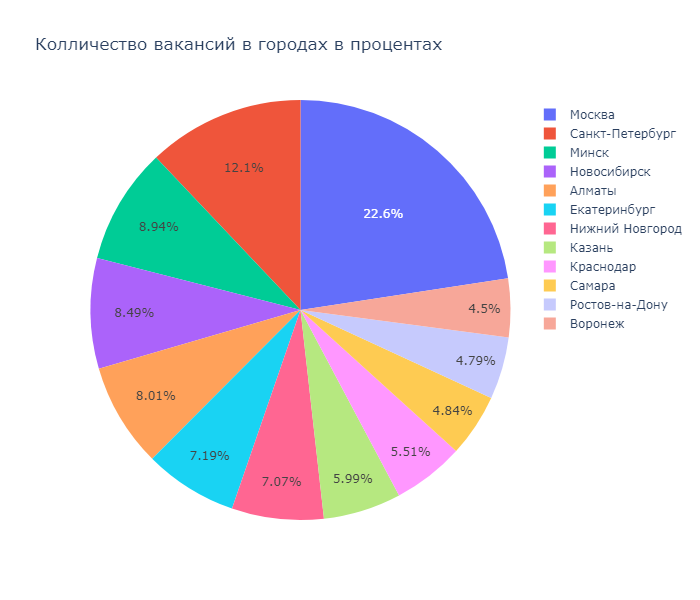 Колличество вакансий в городах в процентах
22.6%
12.1%
8.94%
8.49%
8.01%
7.19%
7.07%
5.99%
5.51%
4.84%
4.79%
4.5%
Москва
Санкт-Петербург
Минск
Новосибирск
Алматы
Екатеринбург
Нижний Новгород
Казань
Краснодар
Самара
Ростов-на-Дону
Воронеж